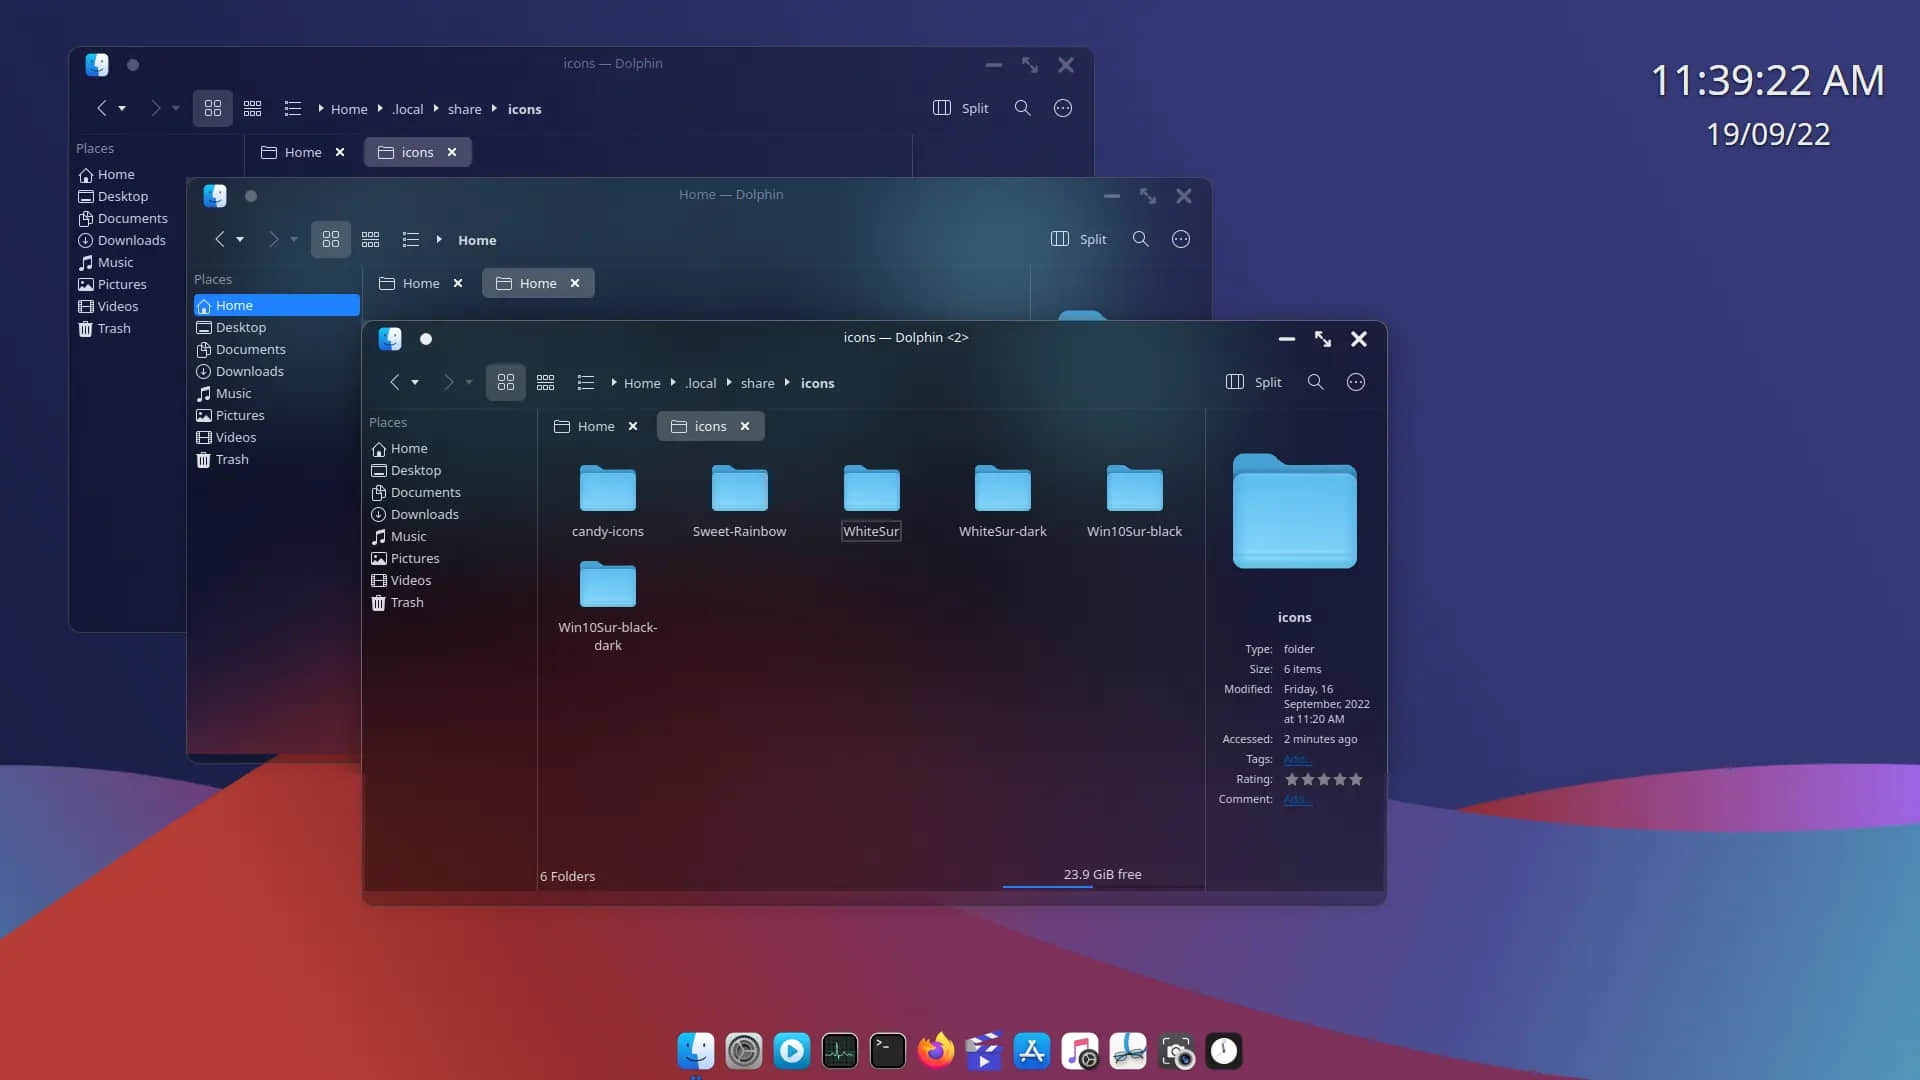 11:39:22 AM
19/09/22
icons — Dolphin
Home .local share icons
Split
Home
icons
Places
Home
Desktop
Documents
Downloads
Music
Pictures
Videos
Trash
Home — Dolphin
Home
Split
Home
Home
Places
Home
Desktop
Documents
Downloads
Music
Pictures
Videos
Trash
icons — Dolphin <2>
Home .local share icons
Split
Home
icons
Places
Home
Desktop
Documents
Downloads
Music
Pictures
Videos
Trash
candy-icons
Sweet-Rainbow
WhiteSur
WhiteSur-dark
Win10Sur-black
Win10Sur-black-
dark
icons
Type: folder
Size: 6 items
Modified: Friday, 16
September, 2022
at 11:20 AM
Accessed: 2 minutes ago
Tags: Add...
Rating:
Comment: Add...
6 Folders
23.9 GiB free